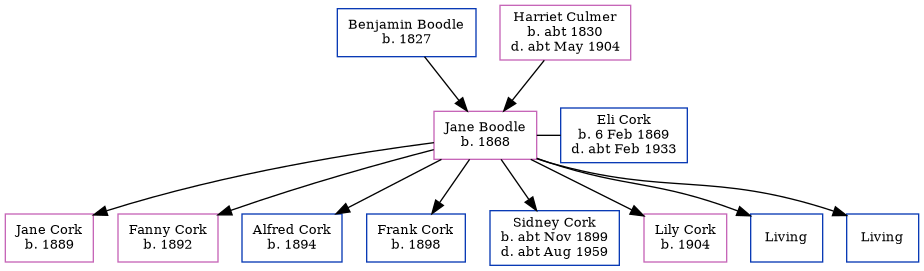 Benjamin Boodle
b. 1827
Harriet Culmer
b. abt 1830
d. abt May 1904
Jane Boodle
b. 1868
Eli Cork
b. 6 Feb 1869
d. abt Feb 1933
Jane Cork
b. 1889
Fanny Cork
b. 1892
Alfred Cork
b. 1894
Frank Cork
b. 1898
Sidney Cork
b. abt Nov 1899
d. abt Aug 1959
Lily Cork
b. 1904
Living
Living